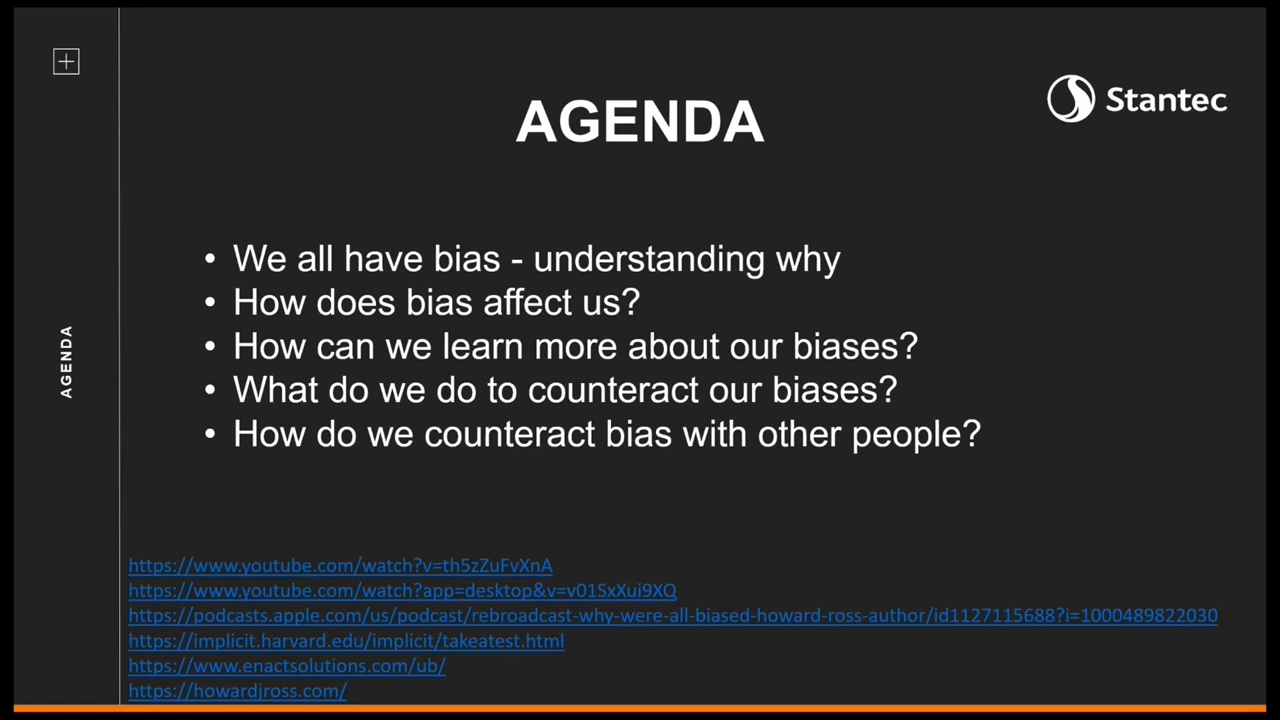 AGENDA
Stantec
AGENDA
• We all have bias - understanding why
• How does bias affect us?
• How can we learn more about our biases?
• What do we do to counteract our biases?
• How do we counteract bias with other people?
https://www.youtube.com/watch?v=th5zZuFvXnA
https://www.youtube.com/watch?app=desktop&v=v01SxXui9XQ
https://podcasts.apple.com/us/podcast/rebroadcast-why-were-all-biased-howard-ross-author/id1127115688?i=1000489822030
https://implicit.harvard.edu/implicit/takeatest.html
https://www.enactsolutions.com/ub/
https://howardjross.com/